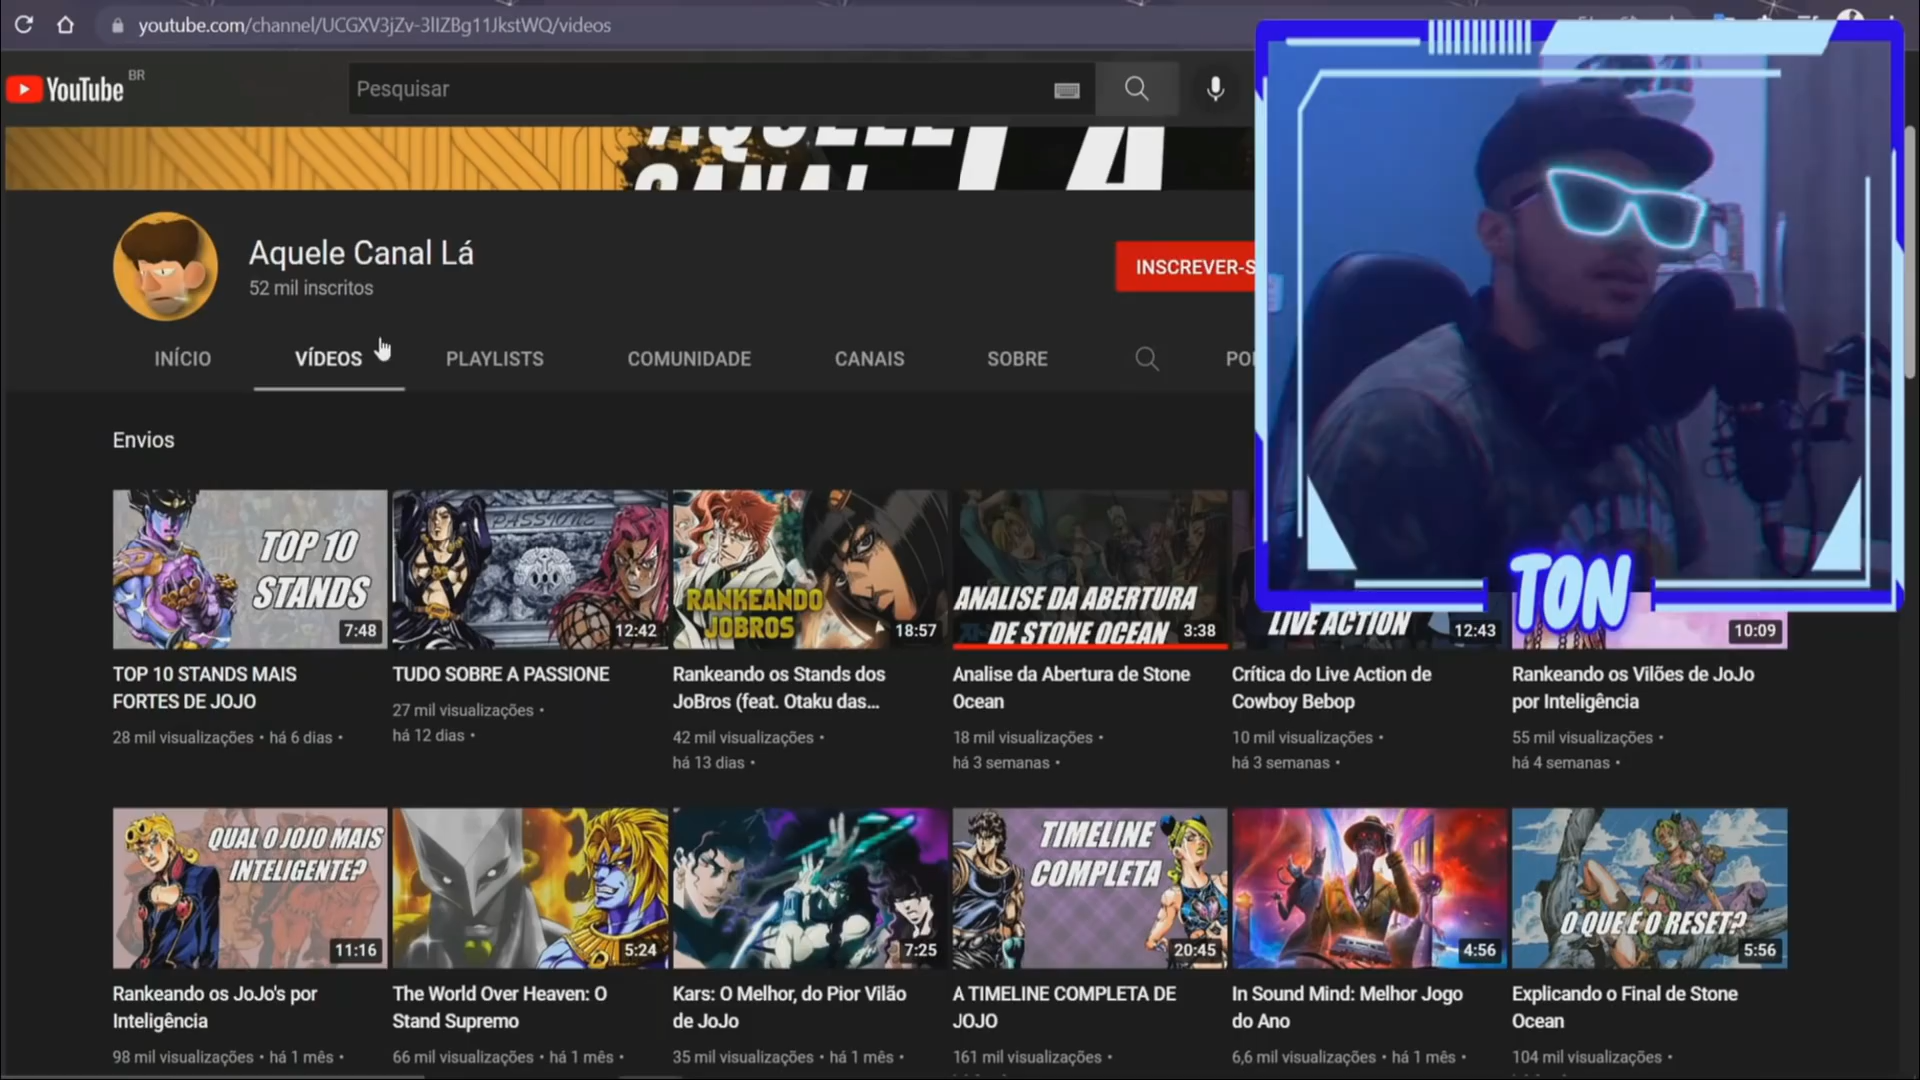 youtube.com/channel/UCGXV3jZv-3lIZBg11JkstWQ/videos
YouTube BR
Pesquisar
AQUELE
CANAL
LÁ
Aquele Canal Lá
52 mil inscritos
INSCREVER-S
INÍCIO VÍDEOS PLAYLISTS COMUNIDADE CANAIS SOBRE
Envios
TON
TOP 10
STANDS
7:48
PASSIONE
12:42
RANKEANDO
JOBROS
18:57
ANALISE DA ABERTURA
DE STONE OCEAN
3:38
LIVE ACTION
12:43
10:09
TOP 10 STANDS MAIS
FORTES DE JOJO
28 mil visualizações • há 6 dias •
TUDO SOBRE A PASSIONE
27 mil visualizações •
há 12 dias •
Rankeando os Stands dos
JoBros (feat. Otaku das...
42 mil visualizações •
há 13 dias •
Analise da Abertura de Stone
Ocean
18 mil visualizações •
há 3 semanas •
Crítica do Live Action de
Cowboy Bebop
10 mil visualizações •
há 3 semanas •
Rankeando os Vilões de JoJo
por Inteligência
55 mil visualizações •
há 4 semanas •
QUAL O JOJO MAIS
INTELIGENTE?
11:16
5:24
7:25
TIMELINE
COMPLETA
20:45
4:56
O QUE É O RESET?
5:56
Rankeando os JoJo's por
Inteligência
98 mil visualizações • há 1 mês •
The World Over Heaven: O
Stand Supremo
66 mil visualizações • há 1 mês •
Kars: O Melhor, do Pior Vilão
de JoJo
35 mil visualizações • há 1 mês •
A TIMELINE COMPLETA DE
JOJO
161 mil visualizações •
In Sound Mind: Melhor Jogo
do Ano
6,6 mil visualizações • há 1 mês •
Explicando o Final de Stone
Ocean
104 mil visualizações •